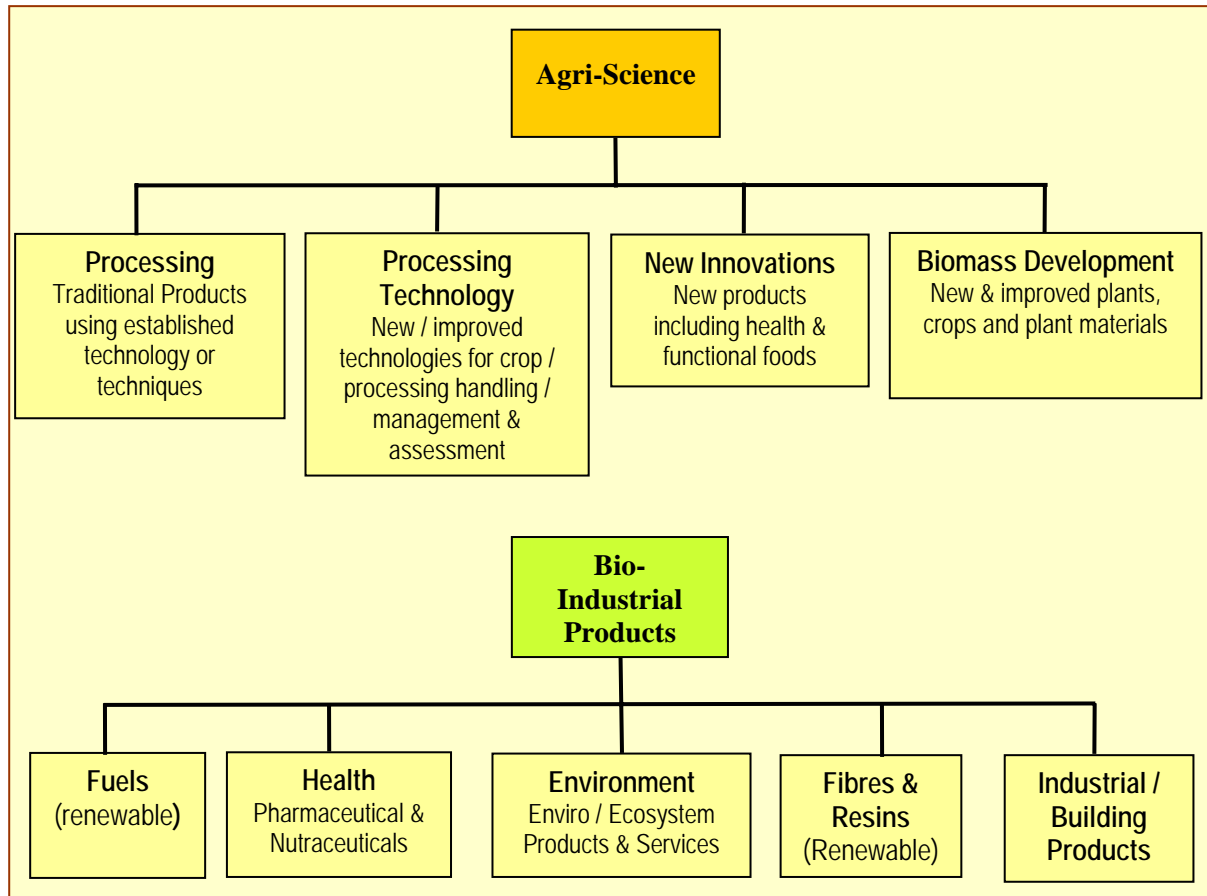 Agri-Science
Processing
Traditional Products
using established
technology or
techniques
Processing
Technology
New / improved
technologies for crop /
processing handling /
management &
assessment
New Innovations
New products
including health &
functional foods
Biomass Development
New & improved plants,
crops and plant materials
Bio-
Industrial
Products
Fuels
(renewable)
Health
Pharmaceutical &
Nutraceuticals
Environment
Enviro / Ecosystem
Products & Services
Fibres &
Resins
(Renewable)
Industrial /
Building
Products